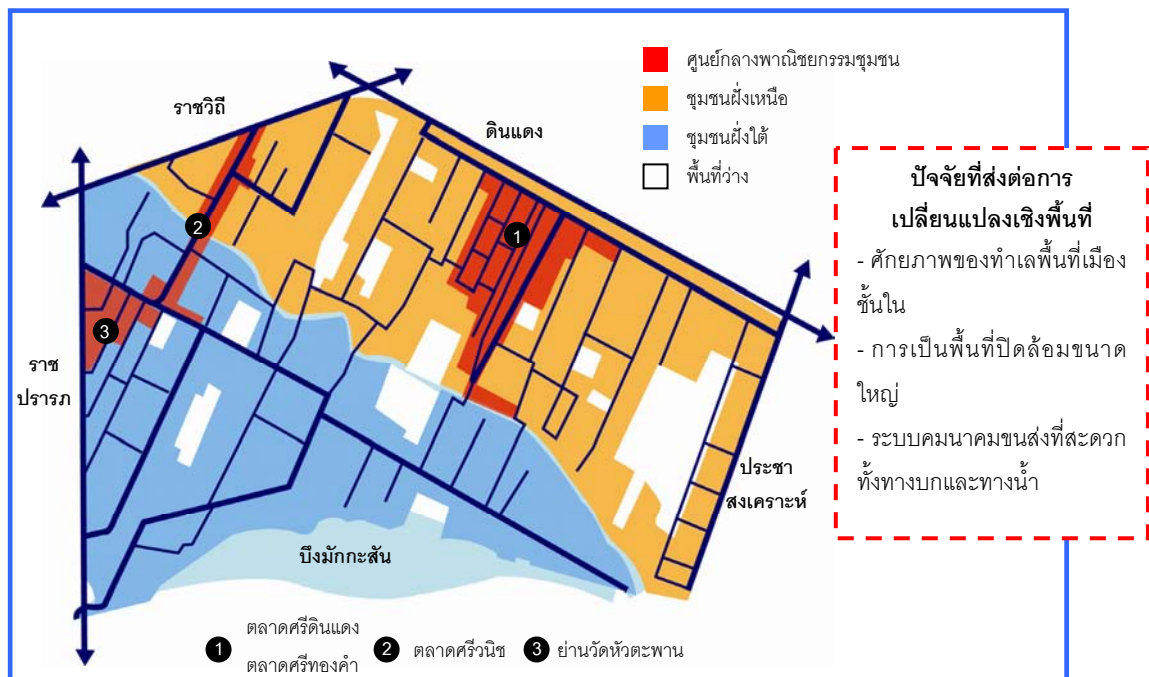 ศูนย์กลางพาณิชยกรรมชุมชน
ชุมชนฝั่งเหนือ
ชุมชนฝั่งใต้
พื้นที่ว่าง
ราชวิถี
ดินแดง
ราช
ปรารภ
ประชา
สงเคราะห์
บึงมักกะสัน
1
2
3
1 ตลาดศรีดินแดง
ตลาดศรีทองคำ
2 ตลาดศรีวนิช
3 ย่านวัดหัวตะพาน
ปัจจัยที่ส่งต่อการ
เปลี่ยนแปลงเชิงพื้นที่
- ศักยภาพของทำเลพื้นที่เมือง
ชั้นใน
- การเป็นพื้นที่ปิดล้อมขนาด
ใหญ่
- ระบบคมนาคมขนส่งที่สะดวก
ทั้งทางบกและทางน้ำ